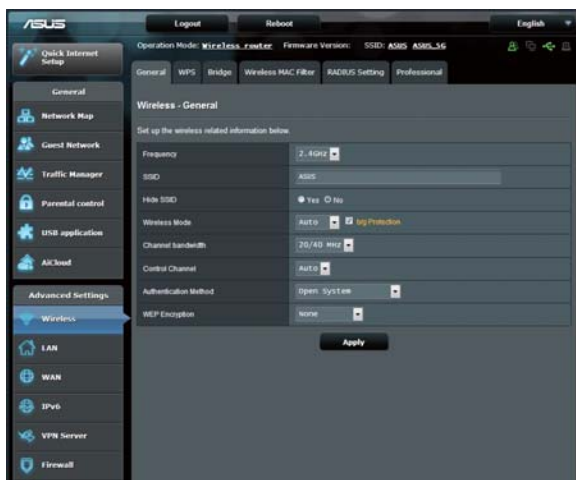 ASUS
Logout
Reboot
English
Quick Internet Setup
Operation Mode: Wireless router Firmware Version: SSID: ASUS ASUS_5G
General WPS Bridge Wireless MAC Filter RADIUS Setting Professional
General
Network Map
Guest Network
Traffic Manager
Parental control
USB application
AiCloud
Advanced Settings
Wireless
LAN
WAN
IPv6
VPN Server
Firewall
Wireless - General
Set up the wireless related information below.
Frequency 2.4GHz
SSID ASUS
Hide SSID Yes No
Wireless Mode Auto b/g Protection
Channel bandwidth 20/40 MHz
Control Channel Auto
Authentication Method Open System
WEP Encryption None
Apply